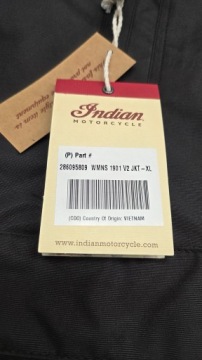 Indian
MOTORCYCLE
(P) Part #
286095809 WMNS 1901 V2 JKT-XL
(COO) Country Of Origin: VIETNAM
www.indianmotorcycle.com